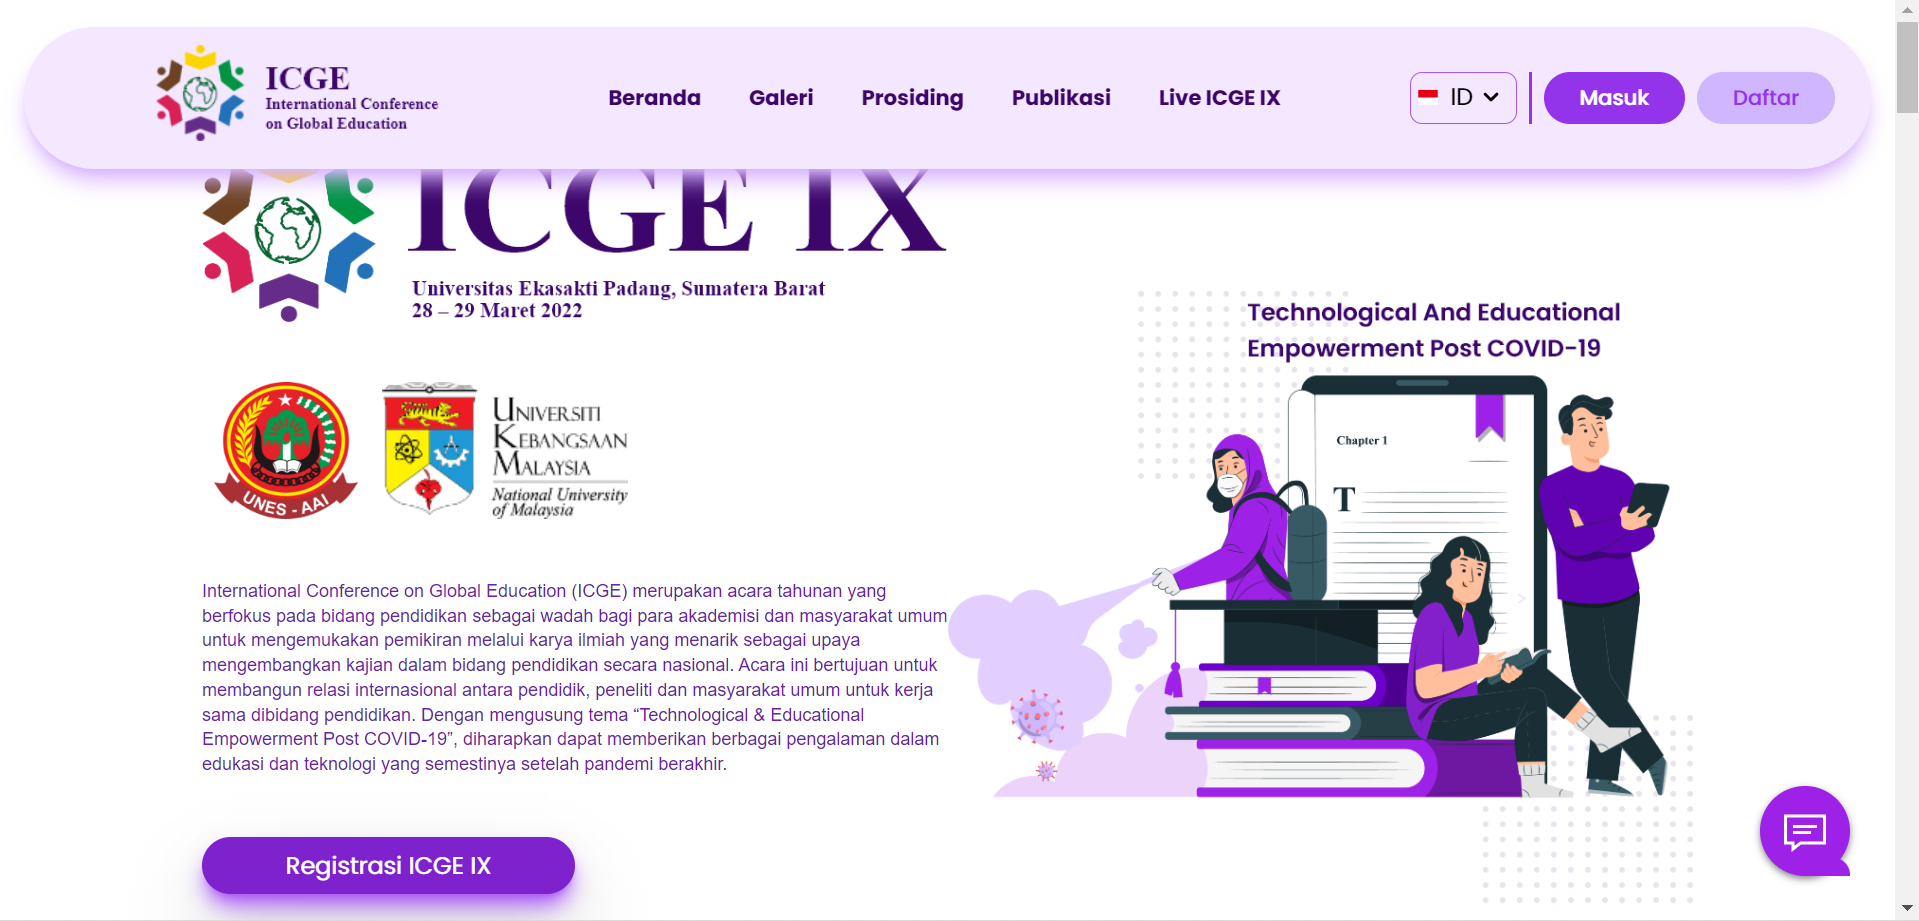 ICGE
International Conference
on Global Education
Beranda
Galeri
Prosiding
Publikasi
Live ICGE IX
ID
Masuk
Daftar
ICGE IX
Universitas Ekasakti Padang, Sumatera Barat
28 – 29 Maret 2022
UNES - AAI
UNIVERSITI
KEBANGSAAN
MALAYSIA
National University
of Malaysia
International Conference on Global Education (ICGE) merupakan acara tahunan yang
berfokus pada bidang pendidikan sebagai wadah bagi para akademisi dan masyarakat umum
untuk mengemukakan pemikiran melalui karya ilmiah yang menarik sebagai upaya
mengembangkan kajian dalam bidang pendidikan secara nasional. Acara ini bertujuan untuk
membangun relasi internasional antara pendidik, peneliti dan masyarakat umum untuk kerja
sama dibidang pendidikan. Dengan mengusung tema “Technological & Educational
Empowerment Post COVID-19”, diharapkan dapat memberikan berbagai pengalaman dalam
edukasi dan teknologi yang semestinya setelah pandemi berakhir.
Registrasi ICGE IX
Technological And Educational
Empowerment Post COVID-19
Chapter 1
T